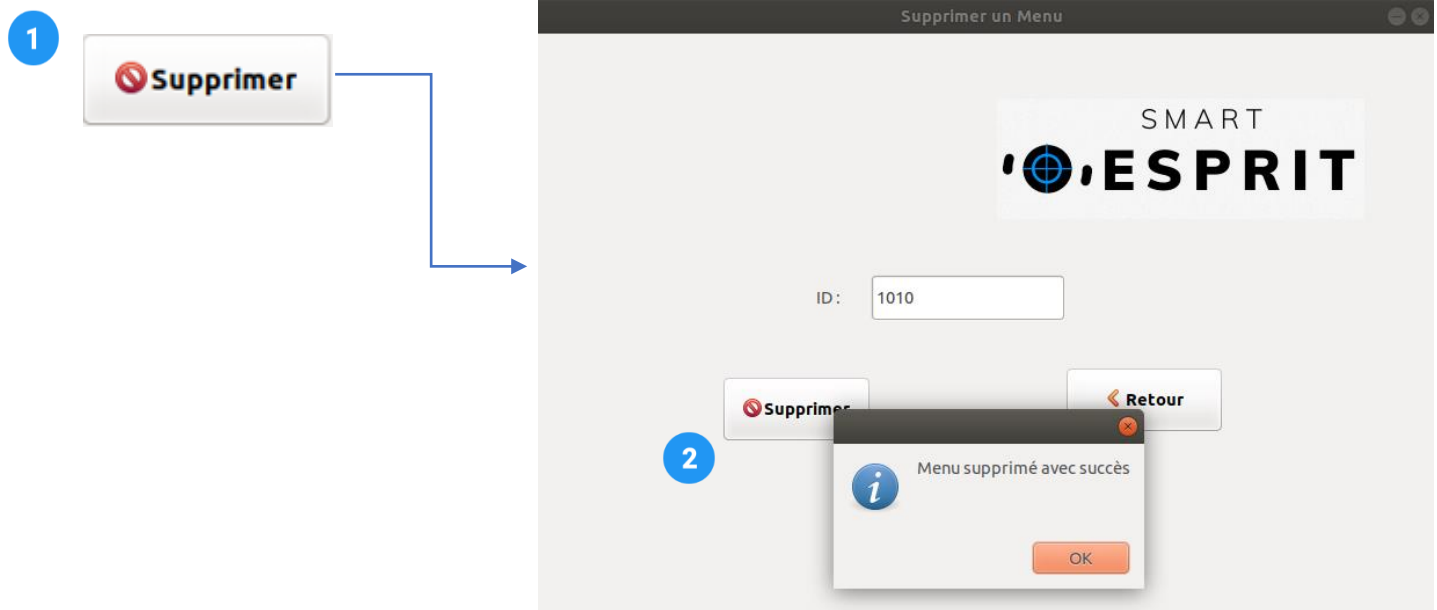 1
Supprimer
Supprimer un Menu
SMART
ESPRIT
ID :
1010
Supprimer
Retour
2
Menu supprimé avec succès
i
OK